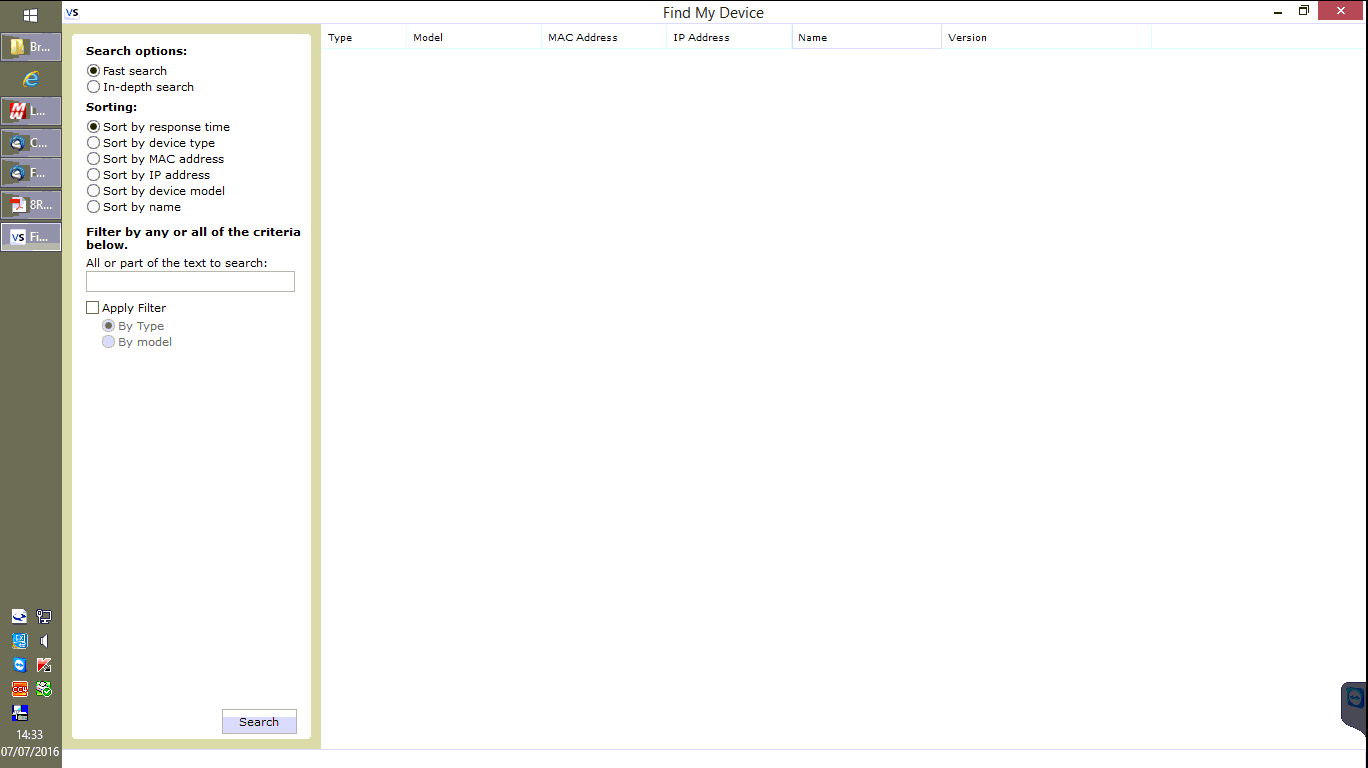 VS
Find My Device
Br...
L...
C...
F...
8R...
VS Fi...
Search options:
Fast search
In-depth search
Sorting:
Sort by response time
Sort by device type
Sort by MAC address
Sort by IP address
Sort by device model
Sort by name
Filter by any or all of the criteria
below.
All or part of the text to search:
Apply Filter
By Type
By model
Search
Type Model MAC Address IP Address Name Version
14:33
07/07/2016